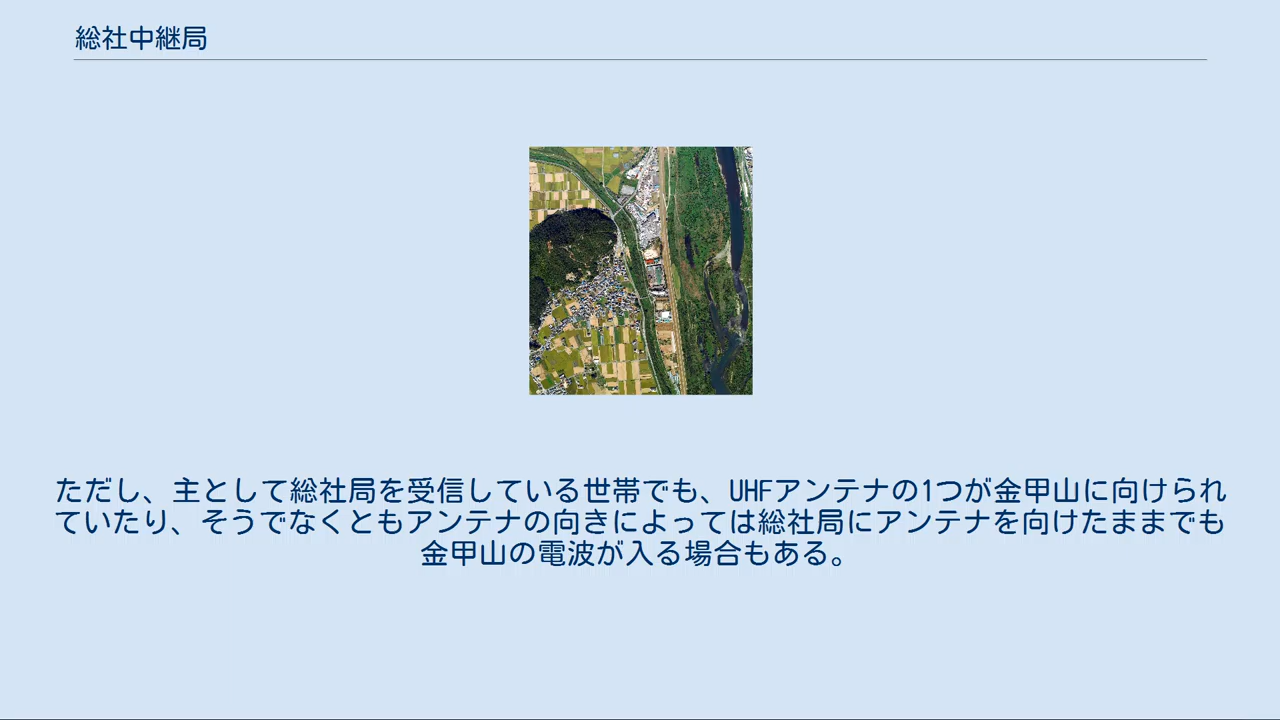 総社中継局
ただし、主として総社局を受信している世帯でも、UHFアンテナの1つが金甲山に向けられ
ていたり、そうでなくともアンテナの向きによっては総社局にアンテナを向けたままでも
金甲山の電波が入る場合もある。